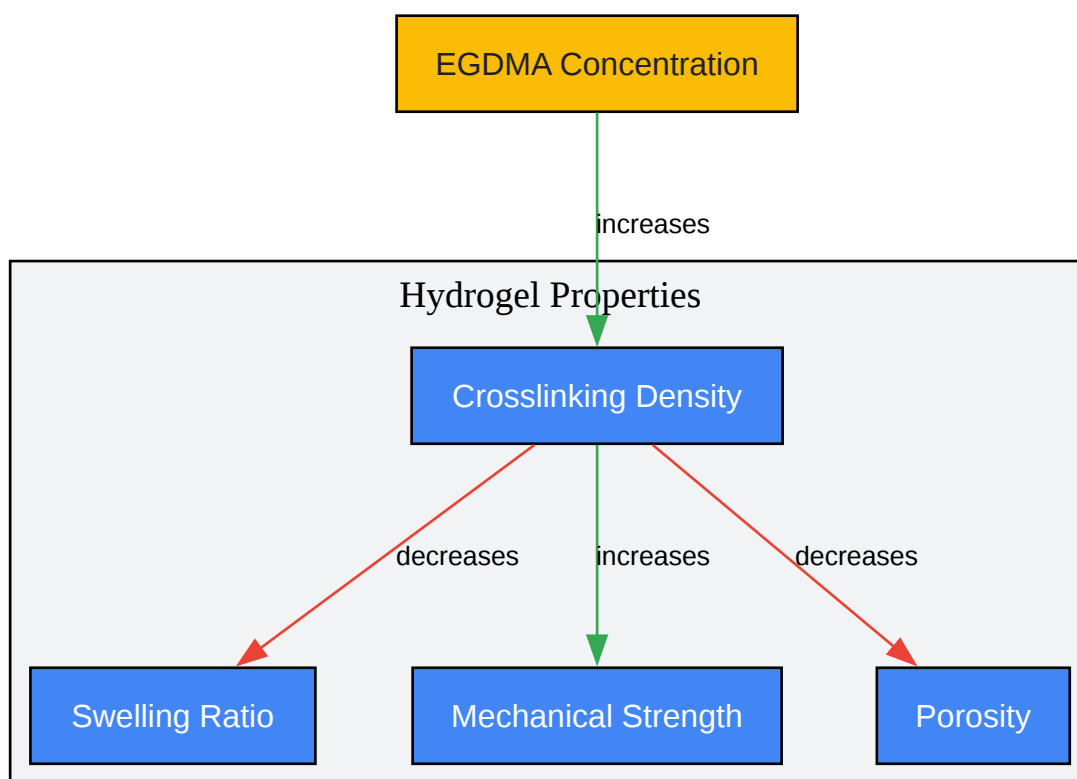 EGDMA Concentration
increases
Hydrogel Properties
Crosslinking Density
decreases
increases
decreases
Swelling Ratio
Mechanical Strength
Porosity